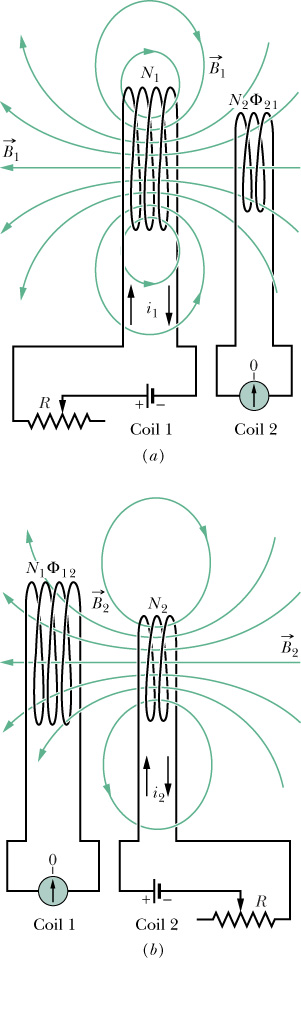 N₁
B⃗₁
N₂Φ₂₁
B⃗₁
i₁
0
R
+ −
Coil 1
Coil 2
(a)
N₁Φ₁₂
B⃗₂
N₂
B⃗₂
i₂
0
+ −
R
Coil 1
Coil 2
(b)